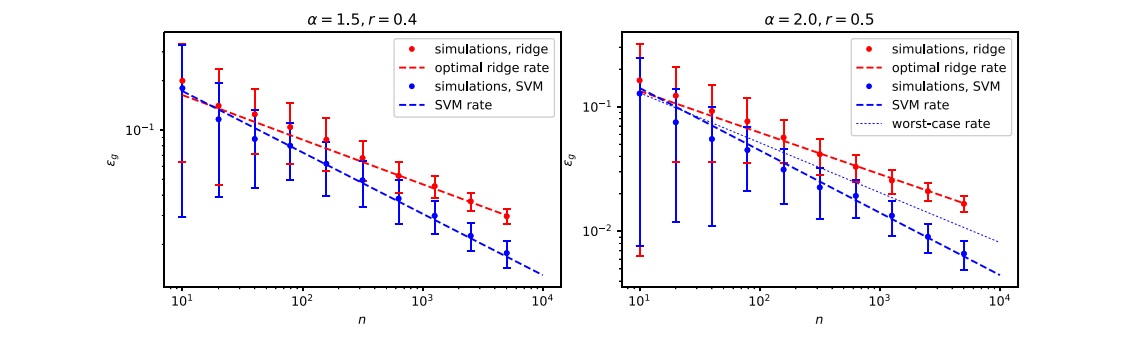 α = 1.5, r = 0.4
simulations, ridge
optimal ridge rate
simulations, SVM
SVM rate
10⁻¹
ε_g
10¹
10²
10³
10⁴
n
α = 2.0, r = 0.5
simulations, ridge
optimal ridge rate
simulations, SVM
SVM rate
worst-case rate
10⁻¹
10⁻²
ε_g
10¹
10²
10³
10⁴
n